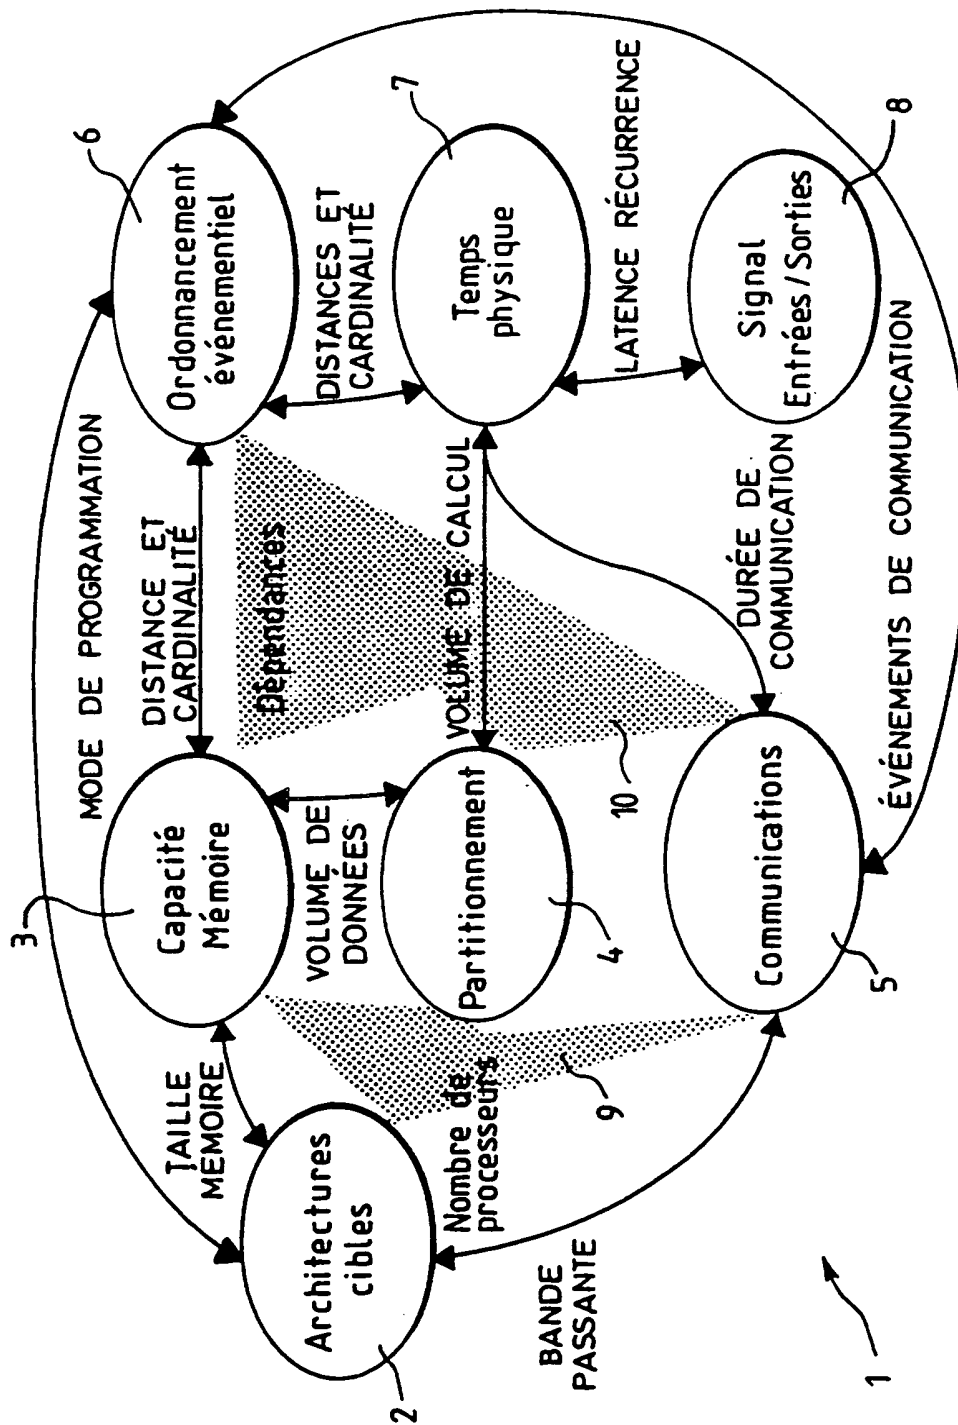 MODE DE PROGRAMMATION
6
3
Capacité
Mémoire
DISTANCE ET
CARDINALITÉ
Ordonnancement
événementiel
TAILLE
MÉMOIRE
Dépendances
DISTANCES ET
CARDINALITÉ
7
VOLUME DE
DONNÉES
Architectures
cibles
2
Nombre de
processeurs
Partitionnement
4
VOLUME DE CALCUL
Temps
physique
LATENCE RÉCURRENCE
9
10
BANDE
PASSANTE
Communications
5
DURÉE DE
COMMUNICATION
Signal
Entrées/Sorties
8
ÉVÉNEMENTS DE COMMUNICATION
1